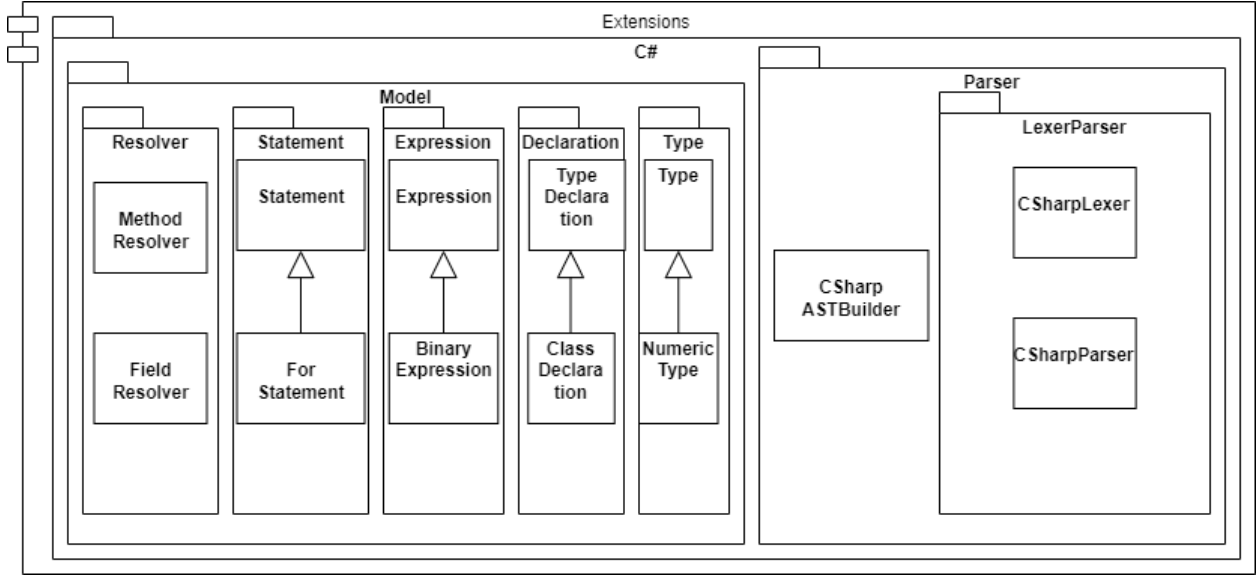 Extensions
C#
Model
Parser
Resolver
Statement
Expression
Declaration
Type
LexerParser
Method
Resolver
Statement
Expression
Type
Declara
tion
Type
CSharpLexer
CSharp
ASTBuilder
Field
Resolver
For
Statement
Binary
Expression
Class
Declara
tion
Numeric
Type
CSharpParser